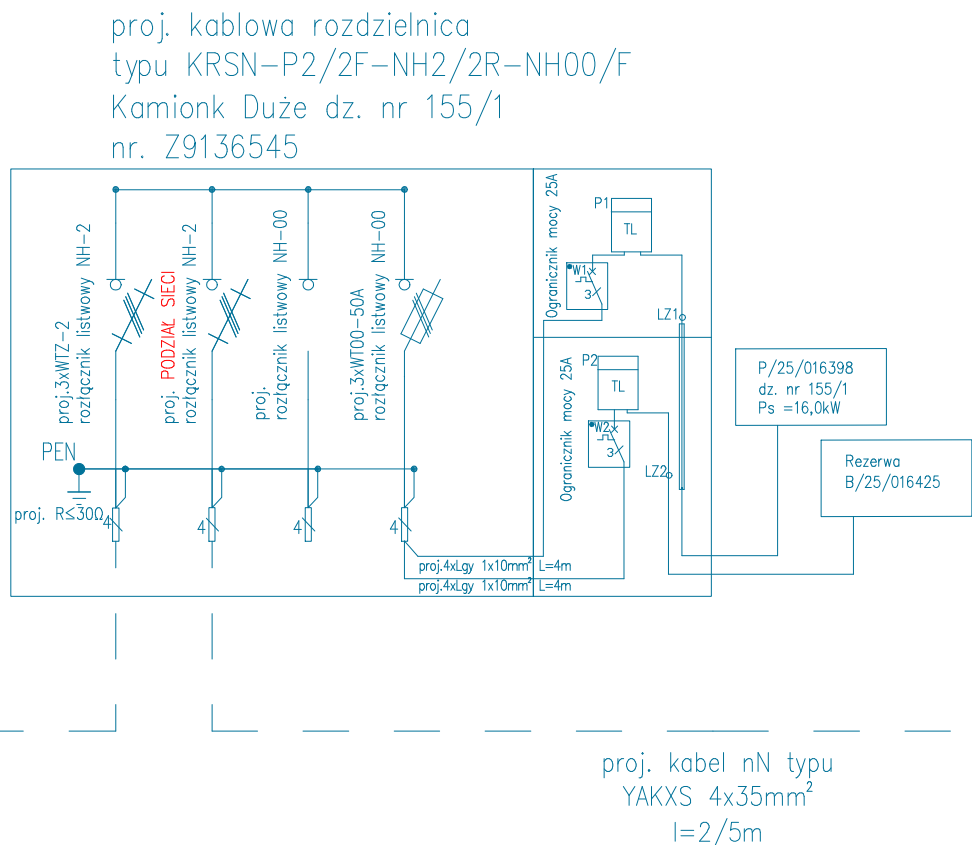 proj. kablowa rozdzielnica
typu KRSN-P2/2F-NH2/2R-NH00/F
Kamionk Duże dz. nr 155/1
nr. Z9136545
proj.3xWTZ-2
rozłącznik listwowy NH-2
proj. PODZIAŁ SIECI
rozłącznik listwowy NH-2
proj.
rozłącznik listwowy NH-00
proj.3xWT00-50A
rozłącznik listwowy NH-00
Ogranicznik mocy 25A
P1
TL
W1
3
LZ1
Ogranicznik mocy 25A
P2
TL
W2
3
LZ2
P/25/016398
dz. nr 155/1
Ps =16,0kW
Rezerwa
B/25/016425
PEN
proj. R≤30Ω
4
4
4
4
proj.4xLgy 1x10mm² L=4m
proj.4xLgy 1x10mm² L=4m
proj. kabel nN typu
YAKXS 4x35mm²
l=2/5m